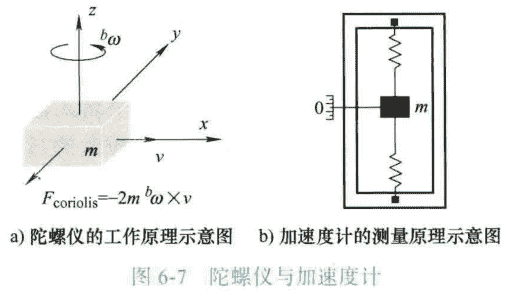 z
y
ᵇω
x
m
v
F_coriolis=−2m ᵇω×v
0
m
a) 陀螺仪的工作原理示意图 b) 加速度计的测量原理示意图
图 6-7 陀螺仪与加速度计